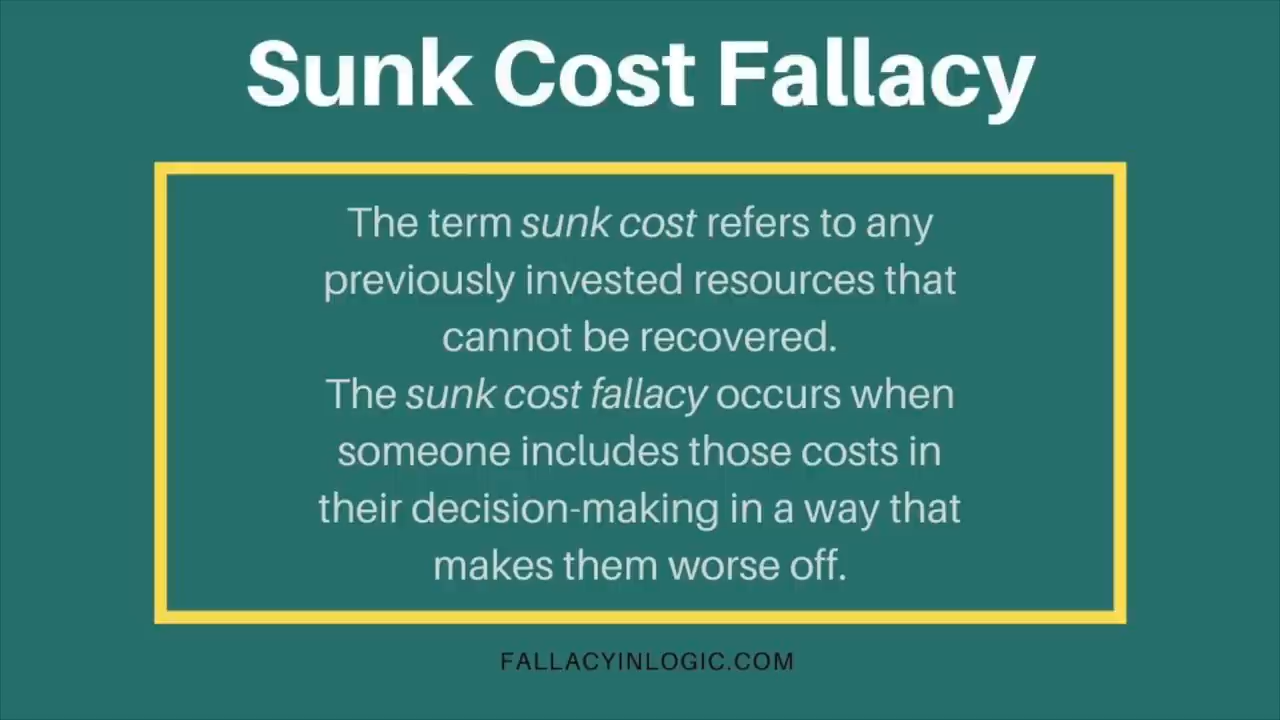 Sunk Cost Fallacy
The term sunk cost refers to any
previously invested resources that
cannot be recovered.
The sunk cost fallacy occurs when
someone includes those costs in
their decision-making in a way that
makes them worse off.
FALLACYINLOGIC.COM